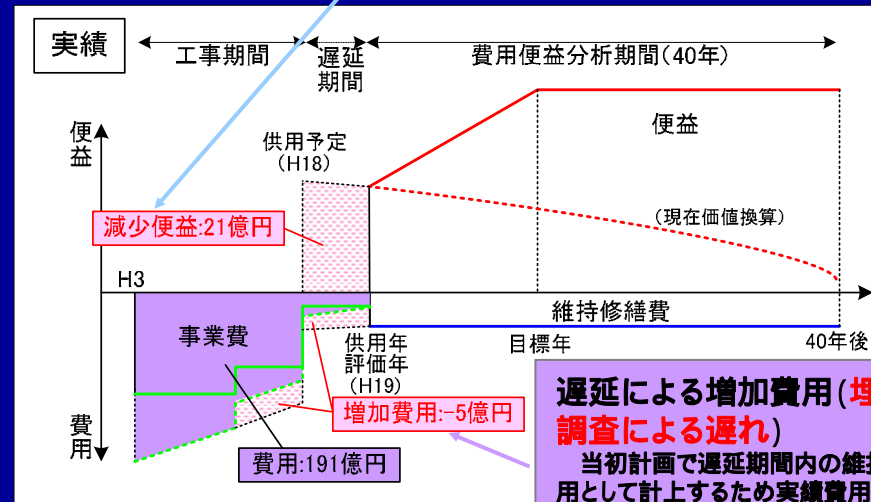 実績
工事期間
遅延
期間
費用便益分析期間(40年)
便益
供用予定
(H18)
便益
(現在価値換算)
減少便益:21億円
H3
事業費
維持修繕費
供用年
評価年
(H19)
目標年
40年後
増加費用:-5億円
費用
費用:191億円
遅延による増加費用(埋
調査による遅れ)
当初計画で遅延期間内の維持
用として計上するため実績費用